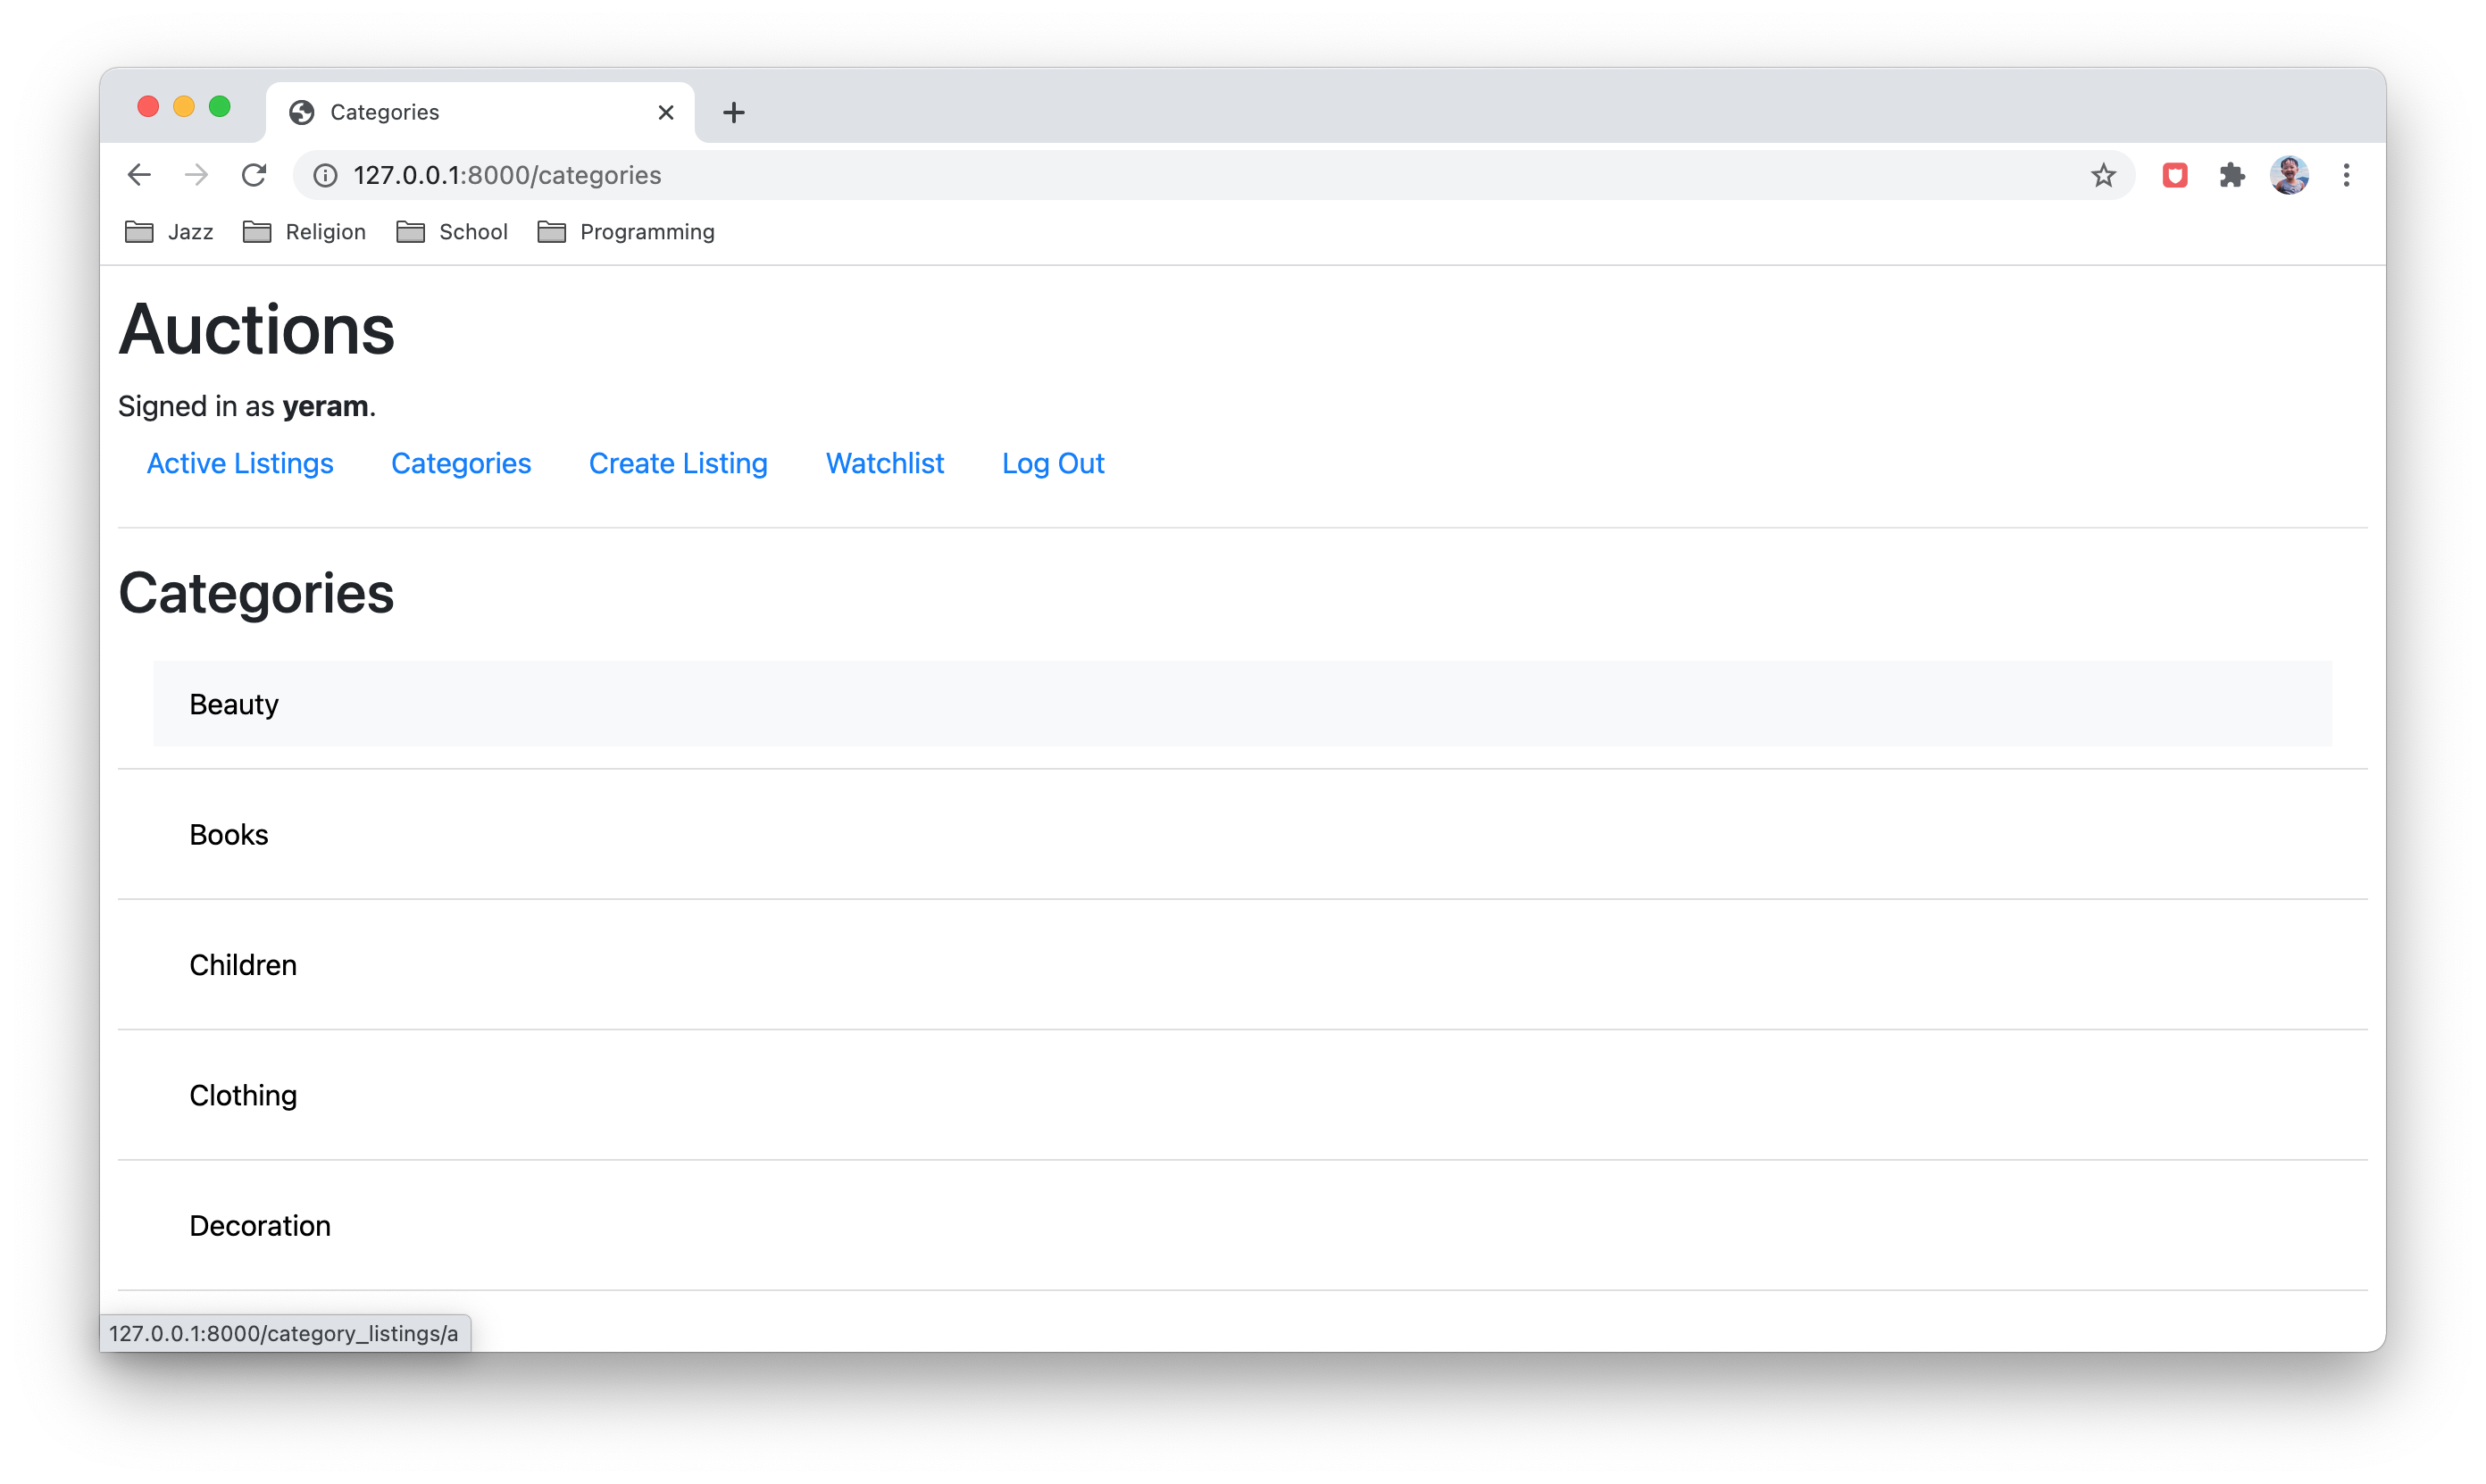 Categories
127.0.0.1:8000/categories
Jazz Religion School Programming
Auctions
Signed in as yeram.
Active Listings Categories Create Listing Watchlist Log Out
Categories
Beauty
Books
Children
Clothing
Decoration
127.0.0.1:8000/category_listings/a